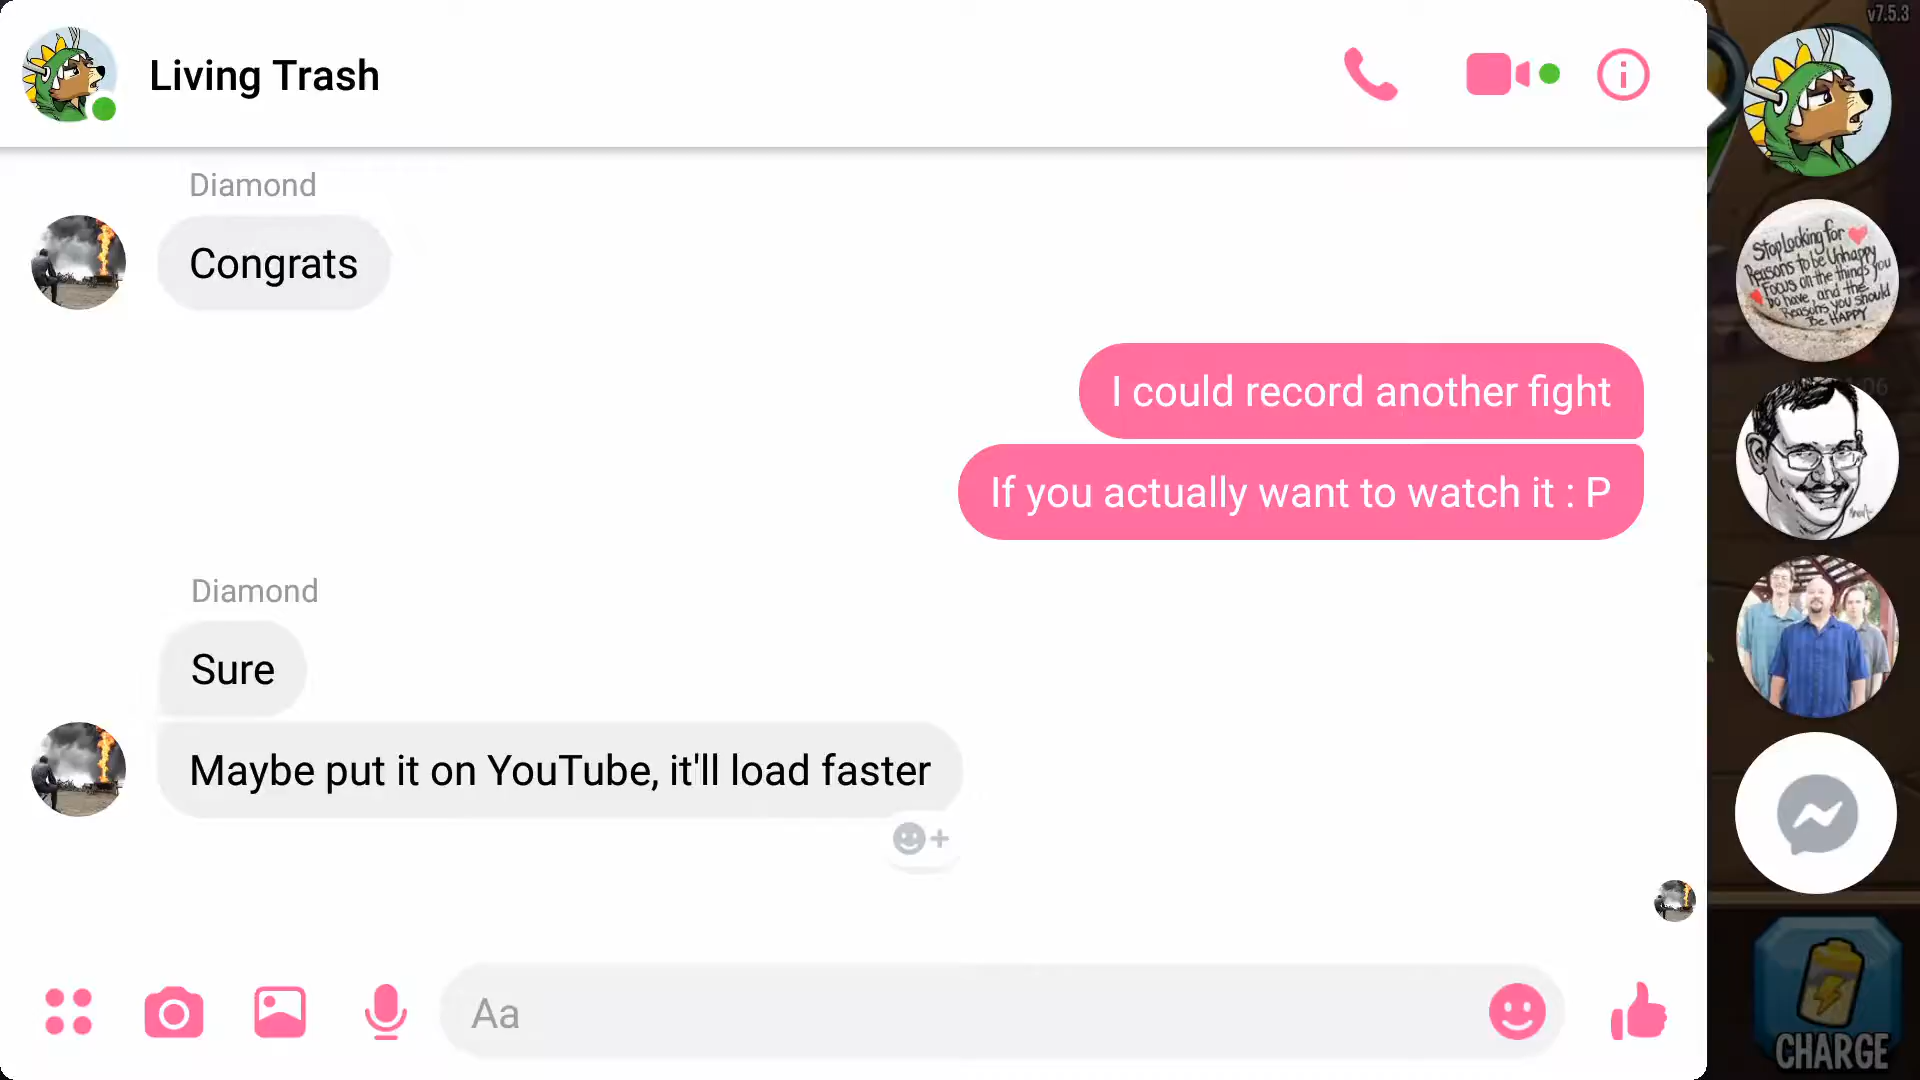 v7.5.3
Living Trash
Diamond
Congrats
I could record another fight
If you actually want to watch it : P
Diamond
Sure
Maybe put it on YouTube, it'll load faster
Aa
Stop Looking for
Reasons to be Unhappy
Focus on the things you
Do have, and the
Reasons you should
Be HAPPY
CHARGE